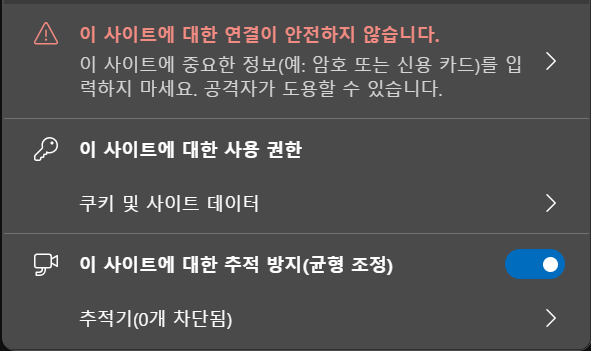 이 사이트에 대한 연결이 안전하지 않습니다.
이 사이트에 중요한 정보(예: 암호 또는 신용 카드)를 입
력하지 마세요. 공격자가 도용할 수 있습니다.
이 사이트에 대한 사용 권한
쿠키 및 사이트 데이터
이 사이트에 대한 추적 방지(균형 조정)
추적기(0개 차단됨)